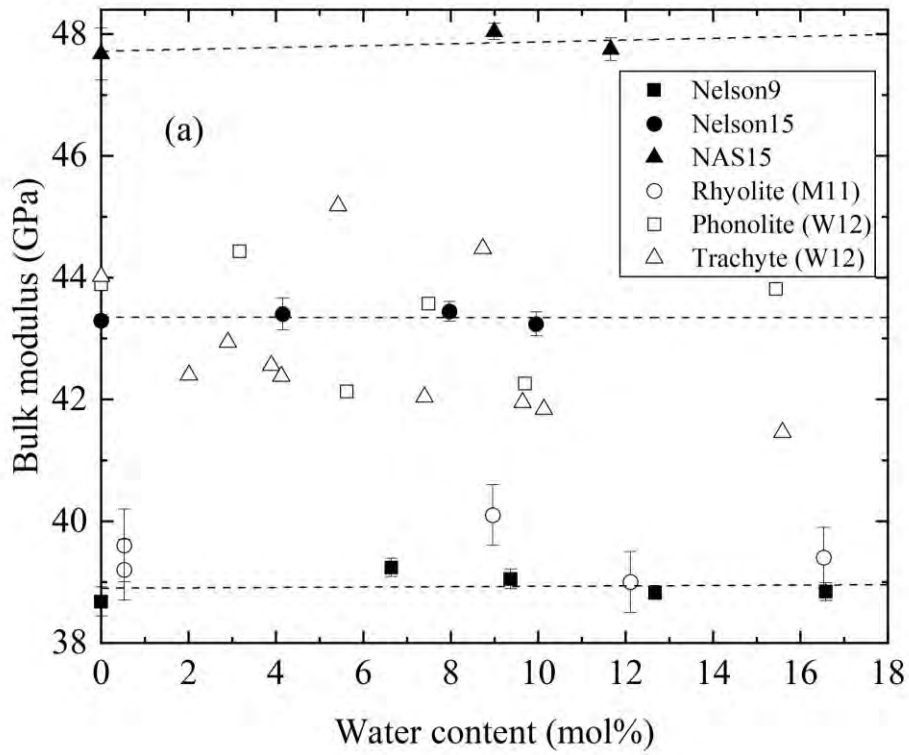 48
46
44
42
40
38
Bulk modulus (GPa)
(a)
Nelson9
Nelson15
NAS15
Rhyolite (M11)
Phonolite (W12)
Trachyte (W12)
0 2 4 6 8 10 12 14 16 18
Water content (mol%)